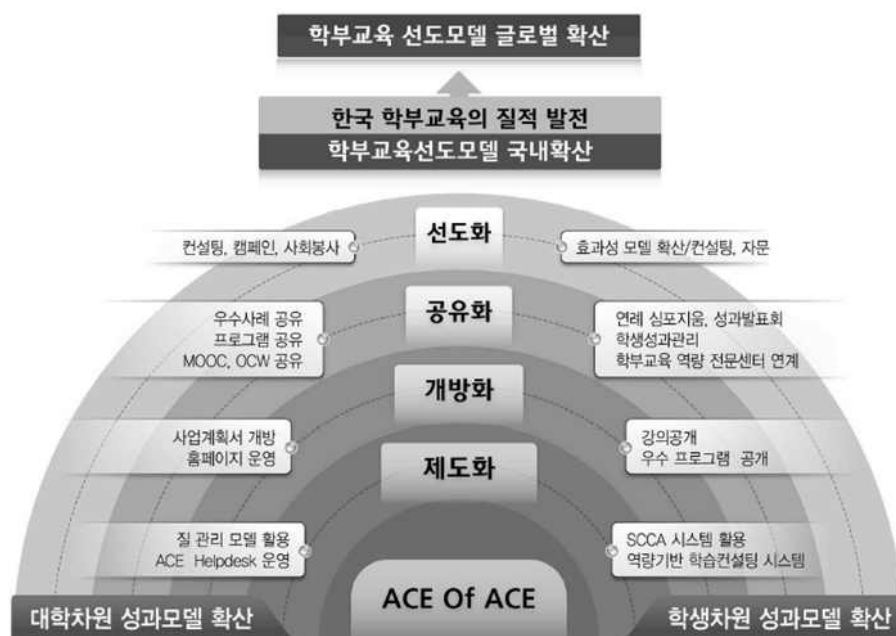 학부교육 선도모델 글로벌 확산
한국 학부교육의 질적 발전
학부교육선도모델 국내확산
선도화
컨설팅, 캠페인, 사회봉사
효과성 모델 확산/컨설팅, 자문
공유화
우수사례 공유
프로그램 공유
MOOC, OCW 공유
연례 심포지움, 성과발표회
학생성과관리
학부교육 역량 전문센터 연계
개방화
사업계획서 개방
홈페이지 운영
강의공개
우수 프로그램 공개
제도화
질 관리 모델 활용
ACE Helpdesk 운영
SCCA 시스템 활용
역량기반 학습컨설팅 시스템
ACE Of ACE
대학차원 성과모델 확산
학생차원 성과모델 확산